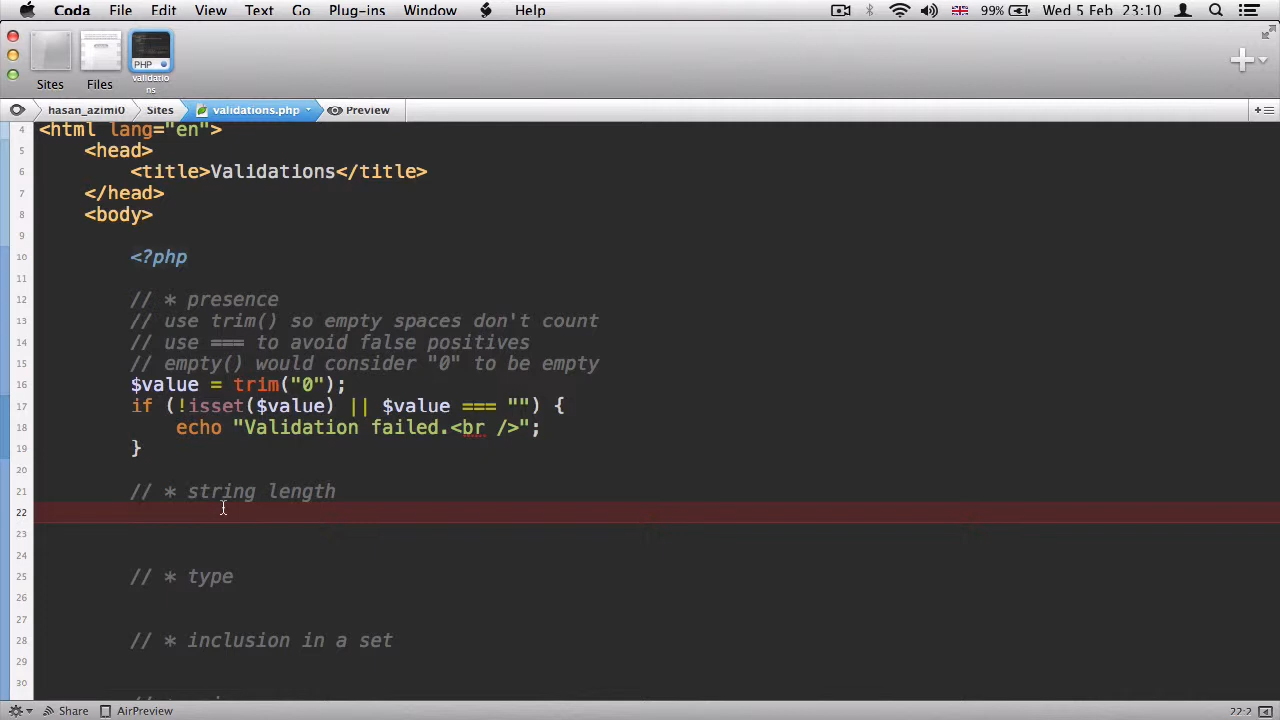 Coda File Edit View Text Go Plug-ins Window Help 99% Wed 5 Feb 23:10
PHP
Sites Files validations
hasan_azimi0 Sites validations.php Preview
4 <html lang="en">
5 <head>
6 <title>Validations</title>
7 </head>
8 <body>
9
10 <?php
11
12 // * presence
13 // use trim() so empty spaces don't count
14 // use === to avoid false positives
15 // empty() would consider "0" to be empty
16 $value = trim("0");
17 if (!isset($value) || $value === "") {
18 echo "Validation failed.<br />";
19 }
20
21 // * string length
22
23
24
25 // * type
26
27
28 // * inclusion in a set
29
30
Share AirPreview 22:2